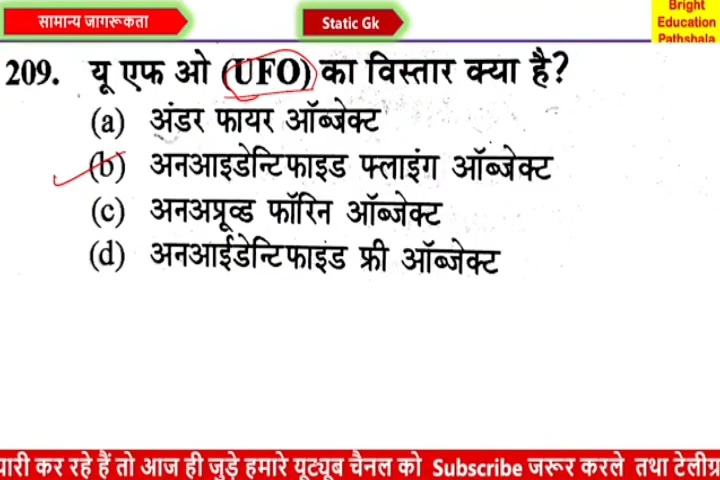 सामान्य जागरूकता
Static Gk
Bright
Education
Pathshala
209. यू एफ ओ (UFO) का विस्तार क्या है?
(a) अंडर फायर ऑब्जेक्ट
(b) अनआइडेन्टिफाइड फ्लाइंग ऑब्जेक्ट
(c) अनअप्रूव्ड फॉरिन ऑब्जेक्ट
(d) अनआईडेन्टिफाइड फ्री ऑब्जेक्ट
कर रहे हैं तो आज ही जुड़े हमारे यूट्यूब चैनल को Subscribe जरूर करले तथा